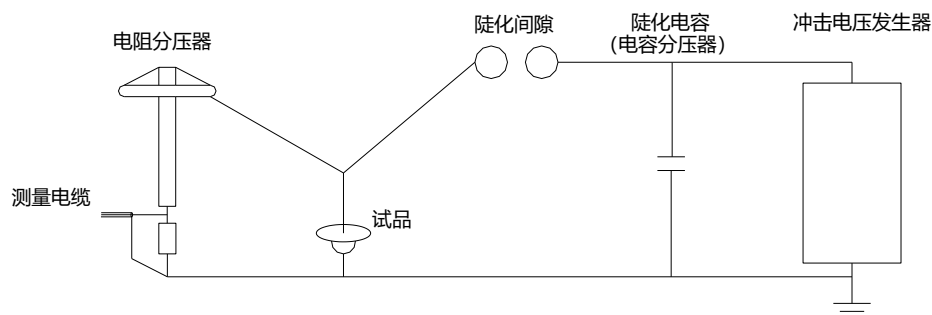 电阻分压器
陡化间隙
陡化电容
(电容分压器)
冲击电压发生器
测量电缆
试品